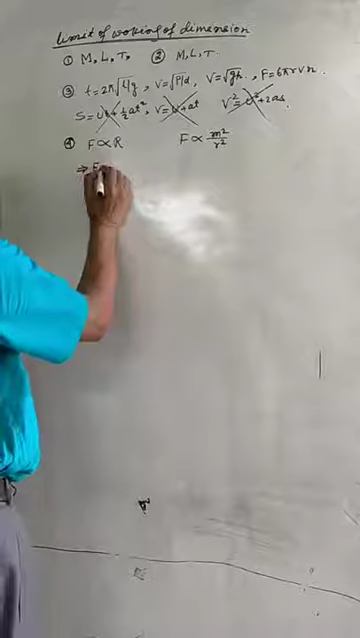 Limit of working of dimension
① M, L, T, ② M, L, T.
③ t = 2π√L/g, V = √P/d, V = √gh, F = 6πrvn.
S = ut + ½at², V = u + at V² = u² + 2as.
④ F ∝ R F ∝ m²/r²
⇒ F